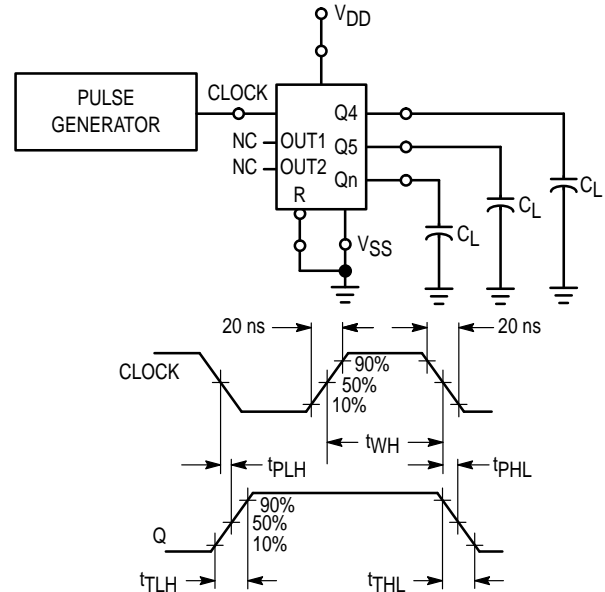 VDD
PULSE
GENERATOR
CLOCK
Q4
NC OUT1
Q5
NC OUT2
Qn
R
CL
CL
CL
VSS
20 ns
20 ns
CLOCK
90%
50%
10%
tWH
tPLH
tPHL
90%
50%
10%
Q
tTLH
tTHL